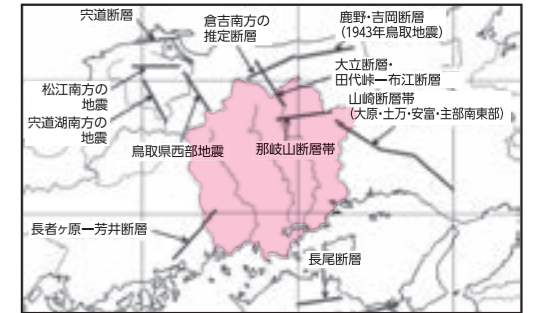 宍道断層
倉吉南方の
推定断層
鹿野・吉岡断層
（1943年鳥取地震）
大立断層・
田代峠ー布江断層
松江南方の
地震
山崎断層帯
（大原・土万・安富・主部南東部）
宍道湖南方の
地震
鳥取県西部地震
那岐山断層帯
長者ヶ原ー芳井断層
長尾断層